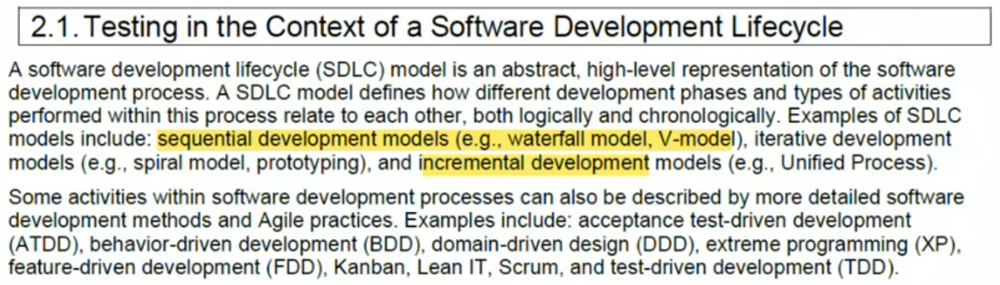 2.1. Testing in the Context of a Software Development Lifecycle
A software development lifecycle (SDLC) model is an abstract, high-level representation of the software
development process. A SDLC model defines how different development phases and types of activities
performed within this process relate to each other, both logically and chronologically. Examples of SDLC
models include: sequential development models (e.g., waterfall model, V-model), iterative development
models (e.g., spiral model, prototyping), and incremental development models (e.g., Unified Process).
Some activities within software development processes can also be described by more detailed software
development methods and Agile practices. Examples include: acceptance test-driven development
(ATDD), behavior-driven development (BDD), domain-driven design (DDD), extreme programming (XP),
feature-driven development (FDD), Kanban, Lean IT, Scrum, and test-driven development (TDD).